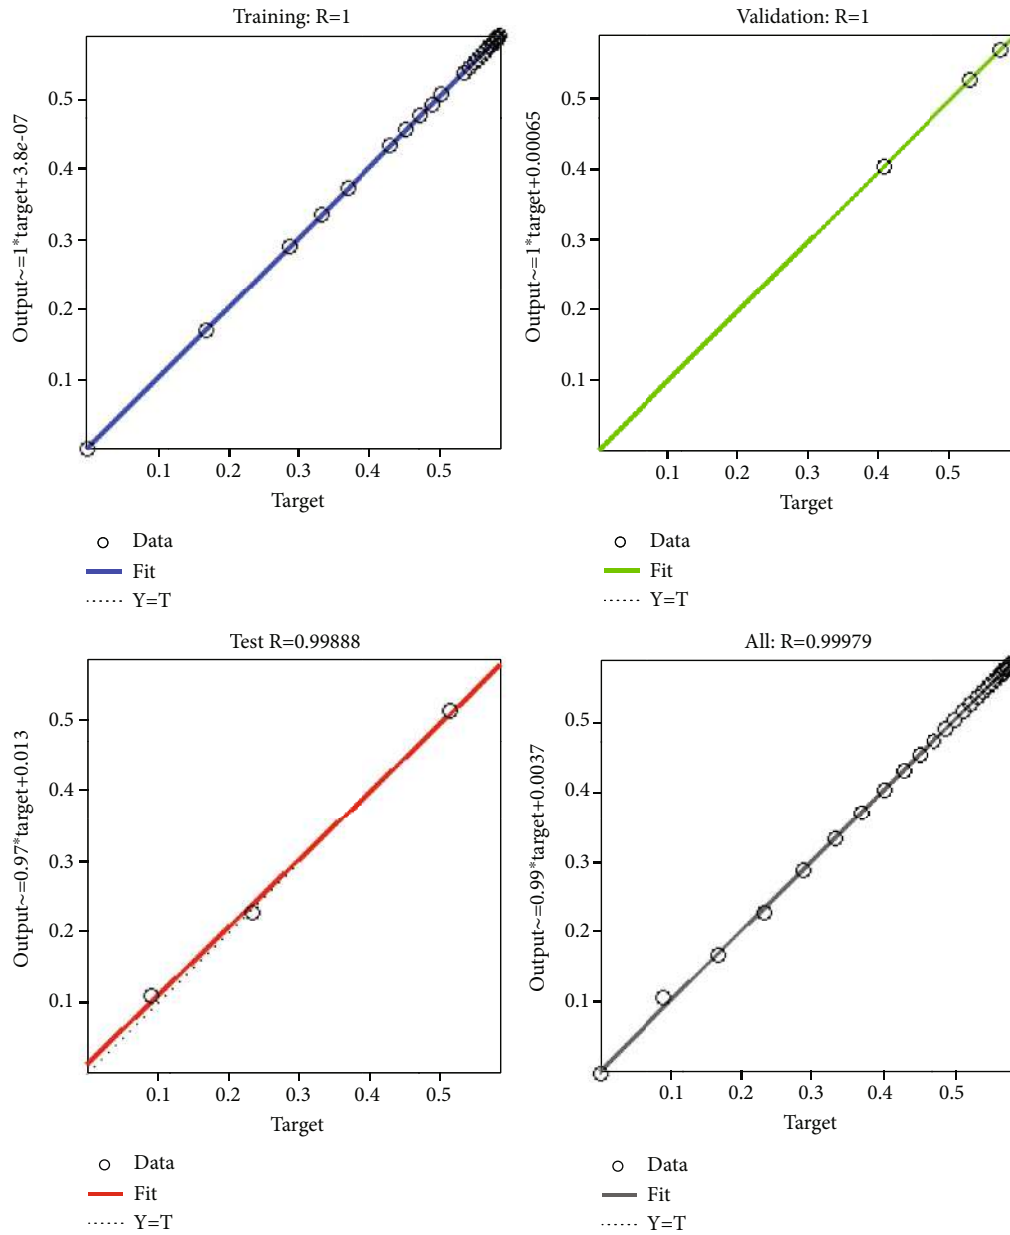 Training: R=1
Output~=1*target+3.8e-07
0.5
0.4
0.3
0.2
0.1
0.1 0.2 0.3 0.4 0.5
Target
Data
Fit
Y=T
Validation: R=1
Output~=1*target+0.00065
0.5
0.4
0.3
0.2
0.1
0.1 0.2 0.3 0.4 0.5
Target
Data
Fit
Y=T
Test R=0.99888
Output~=0.97*target+0.013
0.5
0.4
0.3
0.2
0.1
0.1 0.2 0.3 0.4 0.5
Target
Data
Fit
Y=T
All: R=0.99979
Output~=0.99*target+0.0037
0.5
0.4
0.3
0.2
0.1
0.1 0.2 0.3 0.4 0.5
Target
Data
Fit
Y=T